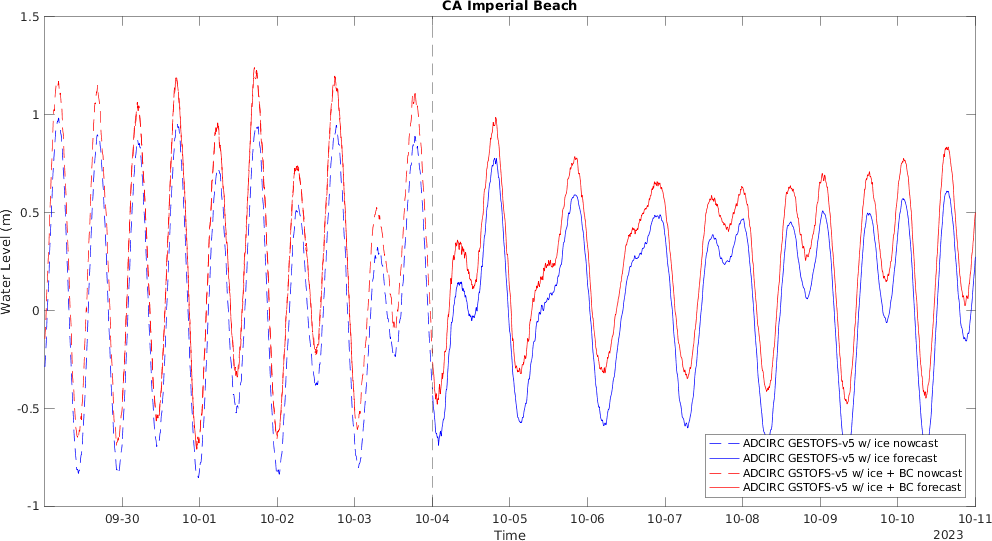 CA Imperial Beach
1.5
1
0.5
0
-0.5
-1
Water Level (m)
09-30 10-01 10-02 10-03 10-04 10-05 10-06 10-07 10-08 10-09 10-10 10-11
Time
2023
ADCIRC GESTOFS-v5 w/ ice nowcast
ADCIRC GESTOFS-v5 w/ ice forecast
ADCIRC GSTOFS-v5 w/ ice + BC nowcast
ADCIRC GSTOFS-v5 w/ ice + BC forecast